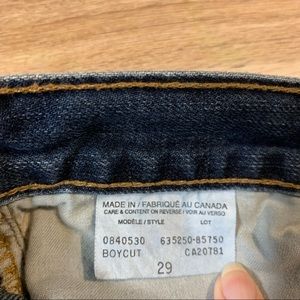 MADE IN / FABRIQUÉ AU CANADA
CARE & CONTENT ON REVERSE / VOIR AU VERSO
MODÈLE / STYLE LOT
0840530 635250-85750
BOYCUT CA20781
29